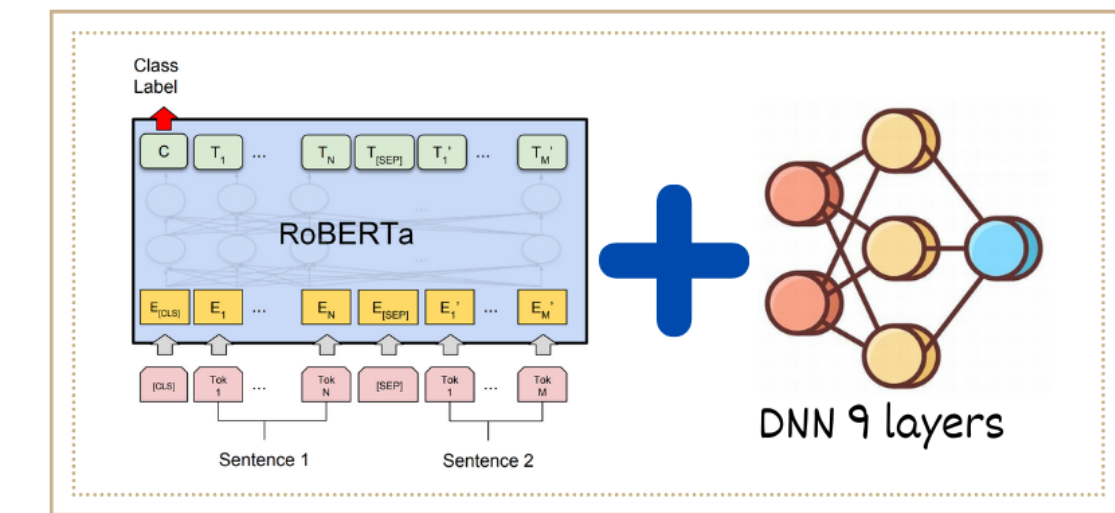 Class
Label
C T1 ... TN T[SEP] T1' ... TM'
...
RoBERTa
...
E[CLS] E1 ... EN E[SEP] E1' ... EM'
[CLS] Tok 1 ... Tok N [SEP] Tok 1 ... Tok M
Sentence 1 Sentence 2
DNN 9 layers